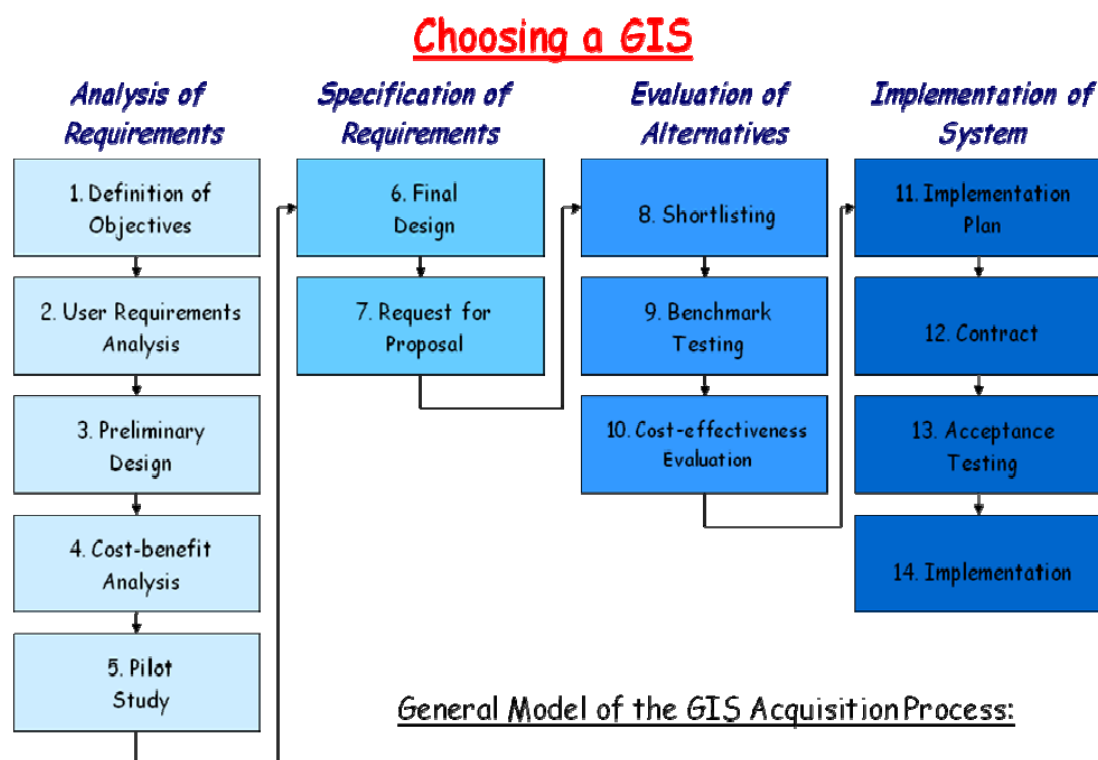 Choosing a GIS
Analysis of
Requirements
1. Definition of
Objectives
2. User Requirements
Analysis
3. Preliminary
Design
4. Cost-benefit
Analysis
5. Pilot
Study
Specification of
Requirements
6. Final
Design
7. Request for
Proposal
Evaluation of
Alternatives
8. Shortlisting
9. Benchmark
Testing
10. Cost-effectiveness
Evaluation
Implementation of
System
11. Implementation
Plan
12. Contract
13. Acceptance
Testing
14. Implementation
General Model of the GIS Acquisition Process: